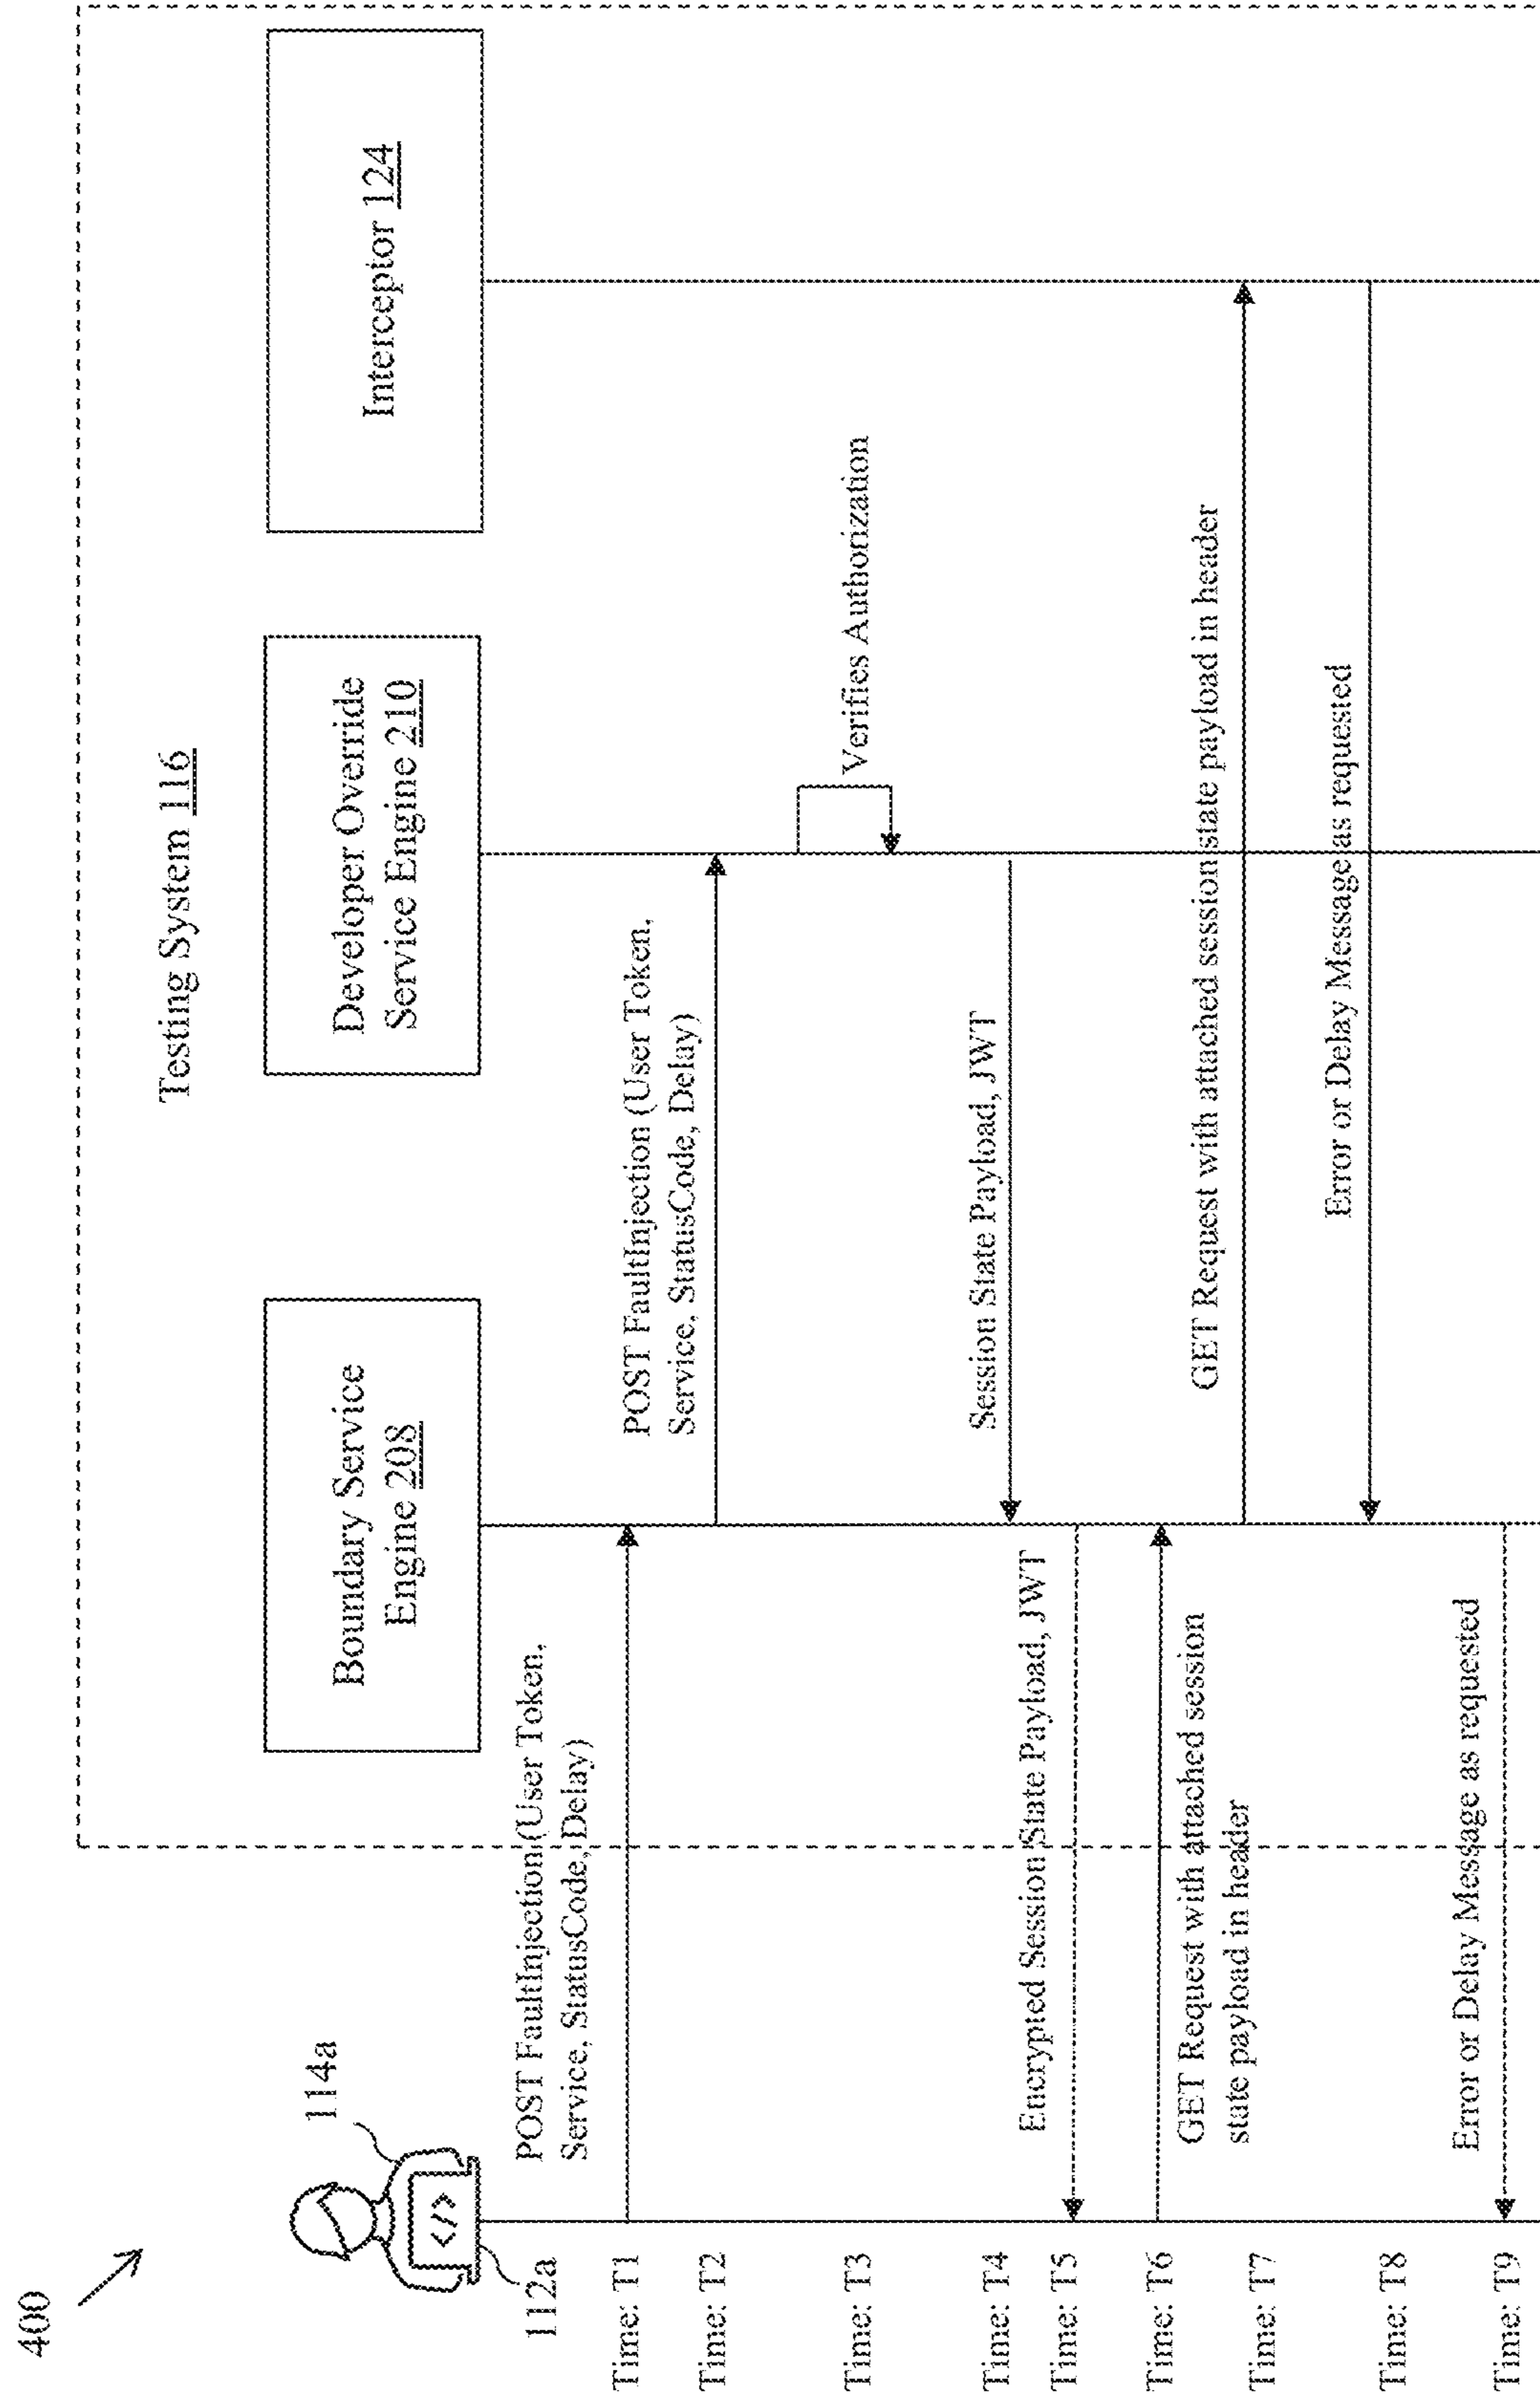 400
114a
112a
Testing System 116
Boundary Service
Engine 208
Developer Override
Service Engine 210
Interceptor 124
Time: T1
POST FaultInjection (User Token,
Service, StatusCode, Delay)
Time: T2
POST FaultInjection (User Token,
Service, StatusCode, Delay)
Time: T3
Verifies Authorization
Time: T4
Session State Payload, JWT
Time: T5
Encrypted Session State Payload, JWT
Time: T6
GET Request with attached session
state payload in header
Time: T7
GET Request with attached session state payload in header
Time: T8
Error or Delay Message as requested
Time: T9
Error or Delay Message as requested